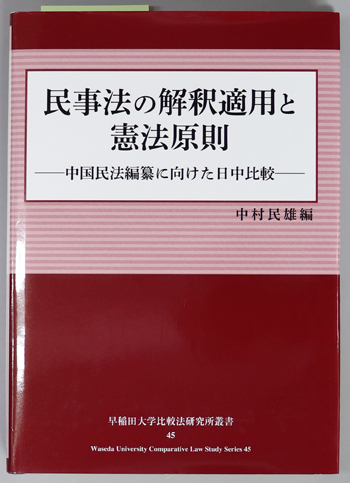 民事法の解釈適用と
憲法原則
――中国民法編纂に向けた日中比較――
中村民雄編
早稲田大学比較法研究所叢書
45
Waseda University Comparative Law Study Series 45